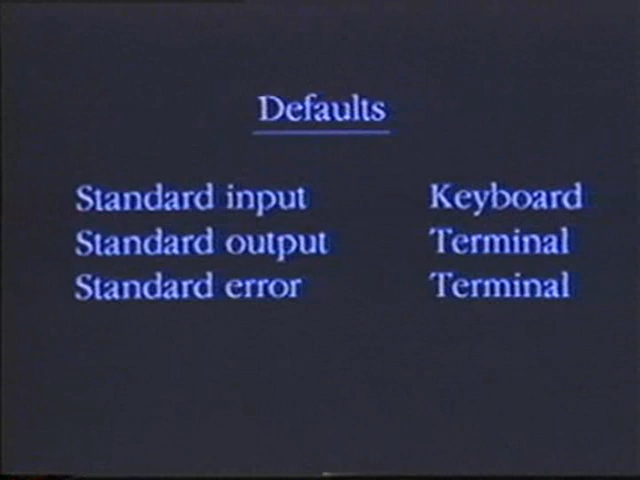 Defaults
Standard input Keyboard
Standard output Terminal
Standard error Terminal